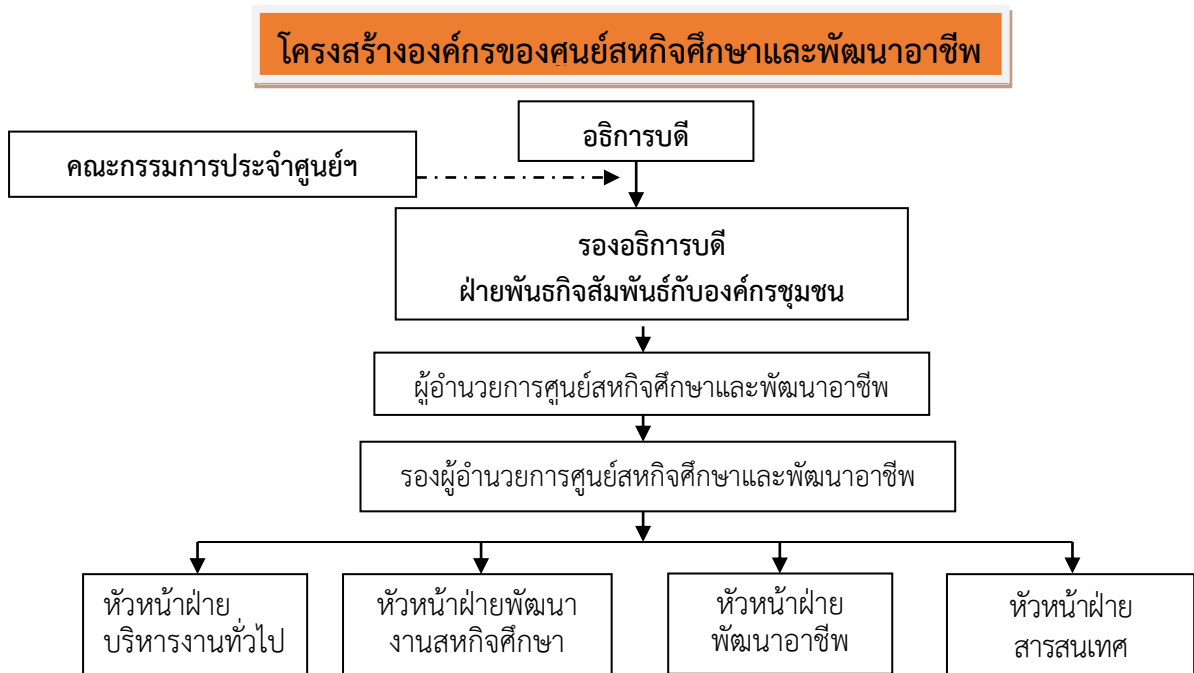 โครงสร้างองค์กรของศูนย์สหกิจศึกษาและพัฒนาอาชีพ
อธิการบดี
คณะกรรมการประจำศูนย์ฯ
รองอธิการบดี
ฝ่ายพันธกิจสัมพันธ์กับองค์กรชุมชน
ผู้อำนวยการศูนย์สหกิจศึกษาและพัฒนาอาชีพ
รองผู้อำนวยการศูนย์สหกิจศึกษาและพัฒนาอาชีพ
หัวหน้าฝ่าย
บริหารงานทั่วไป
หัวหน้าฝ่ายพัฒนา
งานสหกิจศึกษา
หัวหน้าฝ่าย
พัฒนาอาชีพ
หัวหน้าฝ่าย
สารสนเทศ